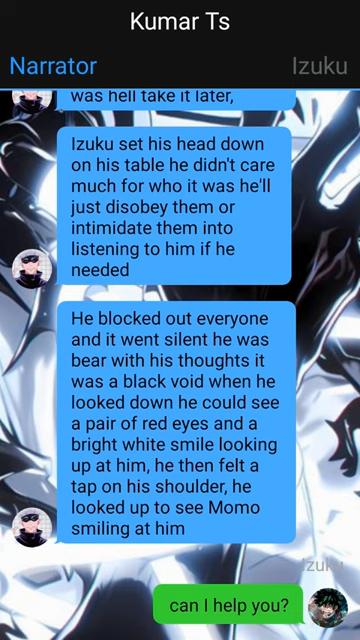 Kumar Ts
Narrator
Izuku
was hell take it later,
Izuku set his head down
on his table he didn't care
much for who it was he'll
just disobey them or
intimidate them into
listening to him if he
needed
He blocked out everyone
and it went silent he was
bear with his thoughts it
was a black void when he
looked down he could see
a pair of red eyes and a
bright white smile looking
up at him, he then felt a
tap on his shoulder, he
looked up to see Momo
smiling at him
Izuku
can I help you?